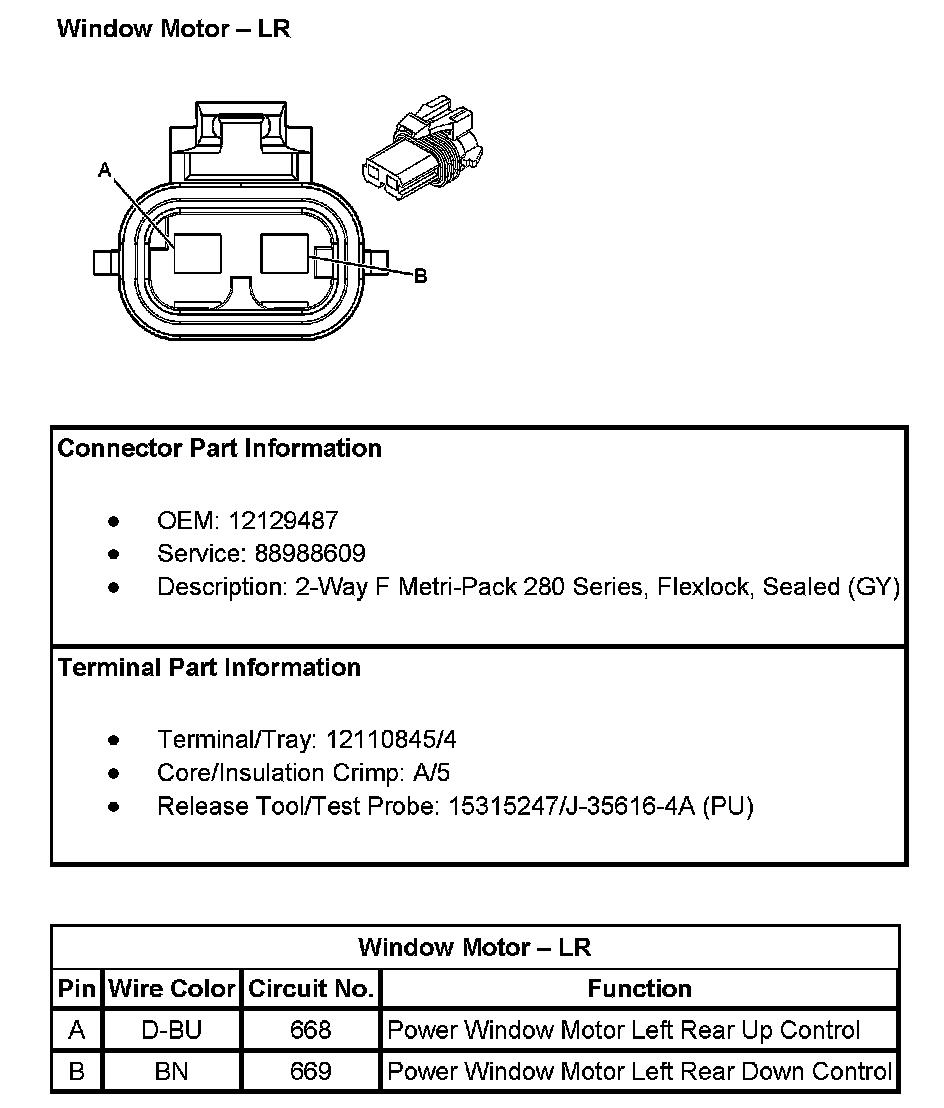 Window Motor – LR
A
B
Connector Part Information
● OEM: 12129487
● Service: 88988609
● Description: 2-Way F Metri-Pack 280 Series, Flexlock, Sealed (GY)
Terminal Part Information
● Terminal/Tray: 12110845/4
● Core/Insulation Crimp: A/5
● Release Tool/Test Probe: 15315247/J-35616-4A (PU)
Window Motor – LR
Pin Wire Color Circuit No. Function
A D-BU 668 Power Window Motor Left Rear Up Control
B BN 669 Power Window Motor Left Rear Down Control